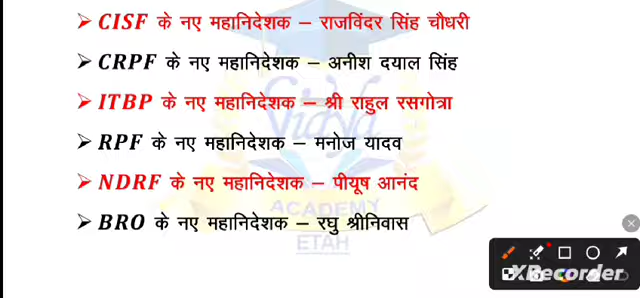 ➢ CISF के नए महानिदेशक – राजविंदर सिंह चौधरी
➢ CRPF के नए महानिदेशक – अनीश दयाल सिंह
➢ ITBP के नए महानिदेशक – श्री राहुल रसगोत्रा
➢ RPF के नए महानिदेशक – मनोज यादव
➢ NDRF के नए महानिदेशक – पीयूष आनंद
➢ BRO के नए महानिदेशक – रघु श्रीनिवास
Vidya
ACADEMY
ETAH
XRecorder